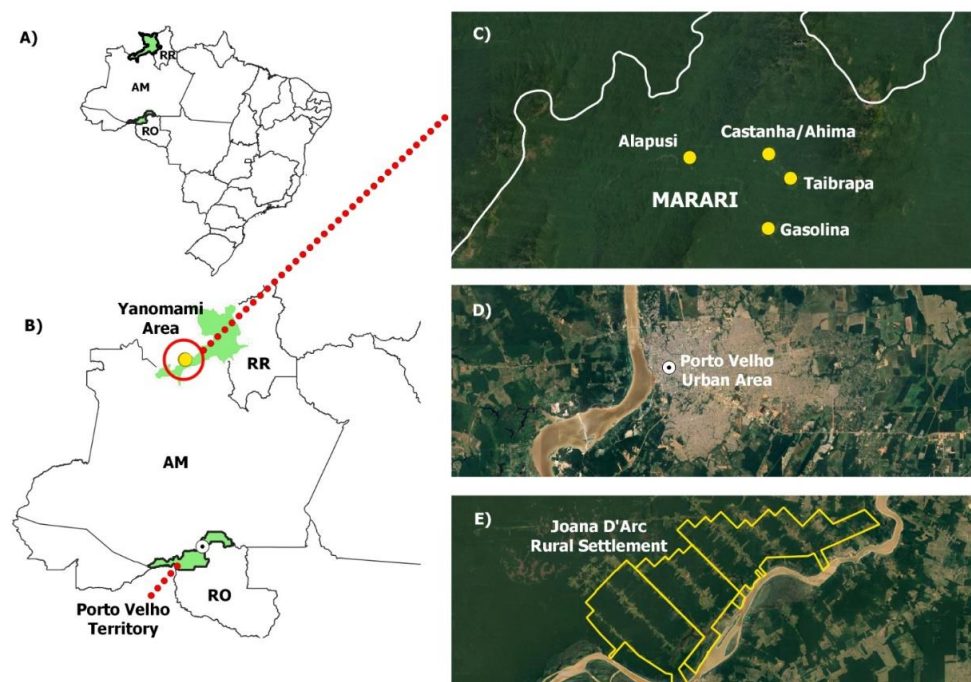 A)
RR
AM
RO
B)
Yanomami
Area
RR
AM
RO
Porto Velho
Territory
C)
Alapusi
Castanha/Ahima
Taibrapa
MARARI
Gasolina
D)
Porto Velho
Urban Area
E)
Joana D'Arc
Rural Settlement